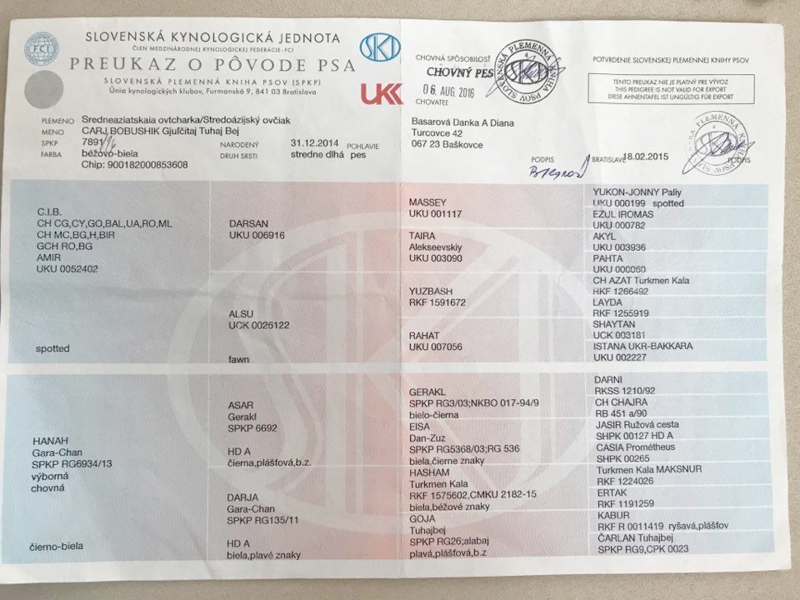 SLOVENSKÁ KYNOLOGICKÁ JEDNOTA
ČLEN MEDZINÁRODNEJ KYNOLOGICKEJ FEDERÁCIE-FCI
PREUKAZ O PÔVODE PSA
SLOVENSKÁ PLEMENNÁ KNIHA PSOV (SPKP)
Únia kynologických klubov, Furmanská 9, 841 03 Bratislava
FCI
SKJ
UKK
CHOVNÁ SPÔSOBILOSŤ
CHOVNÝ PES
06. AUG. 2016
CHOVATEĽ
POTVRDENIE SLOVENSKEJ PLEMENNEJ KNIHY PSOV
TENTO PREUKAZ NIE JE PLATNÝ PRE VÝVOZ
THIS PEDIGREE IS NOT VALID FOR EXPORT
DIESE AHNENTAFEL IST UNGÜLTIG FÜR EXPORT
PLEMENO Sredneaziatskaia ovtcharka/Stredoázijský ovčiak
MENO CARJ BOBUSHIK Gjuľčitaj Tuhaj Bej
SPKP 7891/16 NARODENÝ 31.12.2014 POHLAVIE
FARBA béžovo-biela DRUH SRSTI stredne dlhá pes
Chip: 900182000853608
Basarová Danka A Diana
Turcovce 42
067 23 Baškovce
PODPIS BRATISLAVE 18.02.2015 PODPIS
C.I.B.
CH CG,CY,GO,BAL,UA,RO,ML
CH MC,BG,H,BIR
GCH RO,BG
AMIR
UKU 0052402
spotted
DARSAN
UKU 006916
ALSU
UCK 0026122
fawn
MASSEY
UKU 001117
TAIRA
Alekseevskiy
UKU 003090
YUZBASH
RKF 1591672
RAHAT
UKU 007056
YUKON-JONNY Paliy
UKU 000199 spotted
EZUL IROMAS
UKU 000782
AKYL
UKU 003936
PAHTA
UKU 000060
CH AZAT Turkmen Kala
RKF 1266492
LAYDA
RKF 1255919
SHAYTAN
UCK 003181
ISTANA UKR-BAKKARA
UKU 002227
HANAH
Gara-Chan
SPKP RG6934/13
výborná
chovná
čierno-biela
ASAR
Gerakl
SPKP 6692
HD A
čierna,plášťová,b.z.
DARJA
Gara-Chan
SPKP RG135/11
HD A
biela,plavé znaky
GERAKL
SPKP RG3/03;NKBO 017-94/9
bielo-čierna
EISA
Dan-Zuz
SPKP RG5368/03;RG 536
biela,čierne znaky
HASHAM
Turkmen Kala
RKF 1575602,CMKU 2182-15
biela,béžové znaky
GOJA
Tuhajbej
SPKP RG26;alabaj
plavá,plášťová,b.z
DARNI
RKSS 1210/92
CH CHAJRA
RB 451 a/90
JASIR Ružová cesta
SHPK 00127 HD A
CASIA Prométheus
SHPK 00265
Turkmen Kala MAKSNUR
RKF 1224026
ERTAK
RKF 1191259
KABUR
RKF R 0011419 ryšavá,plášťov
ČARLAN Tuhajbej
SPKP RG9,CPK 0023